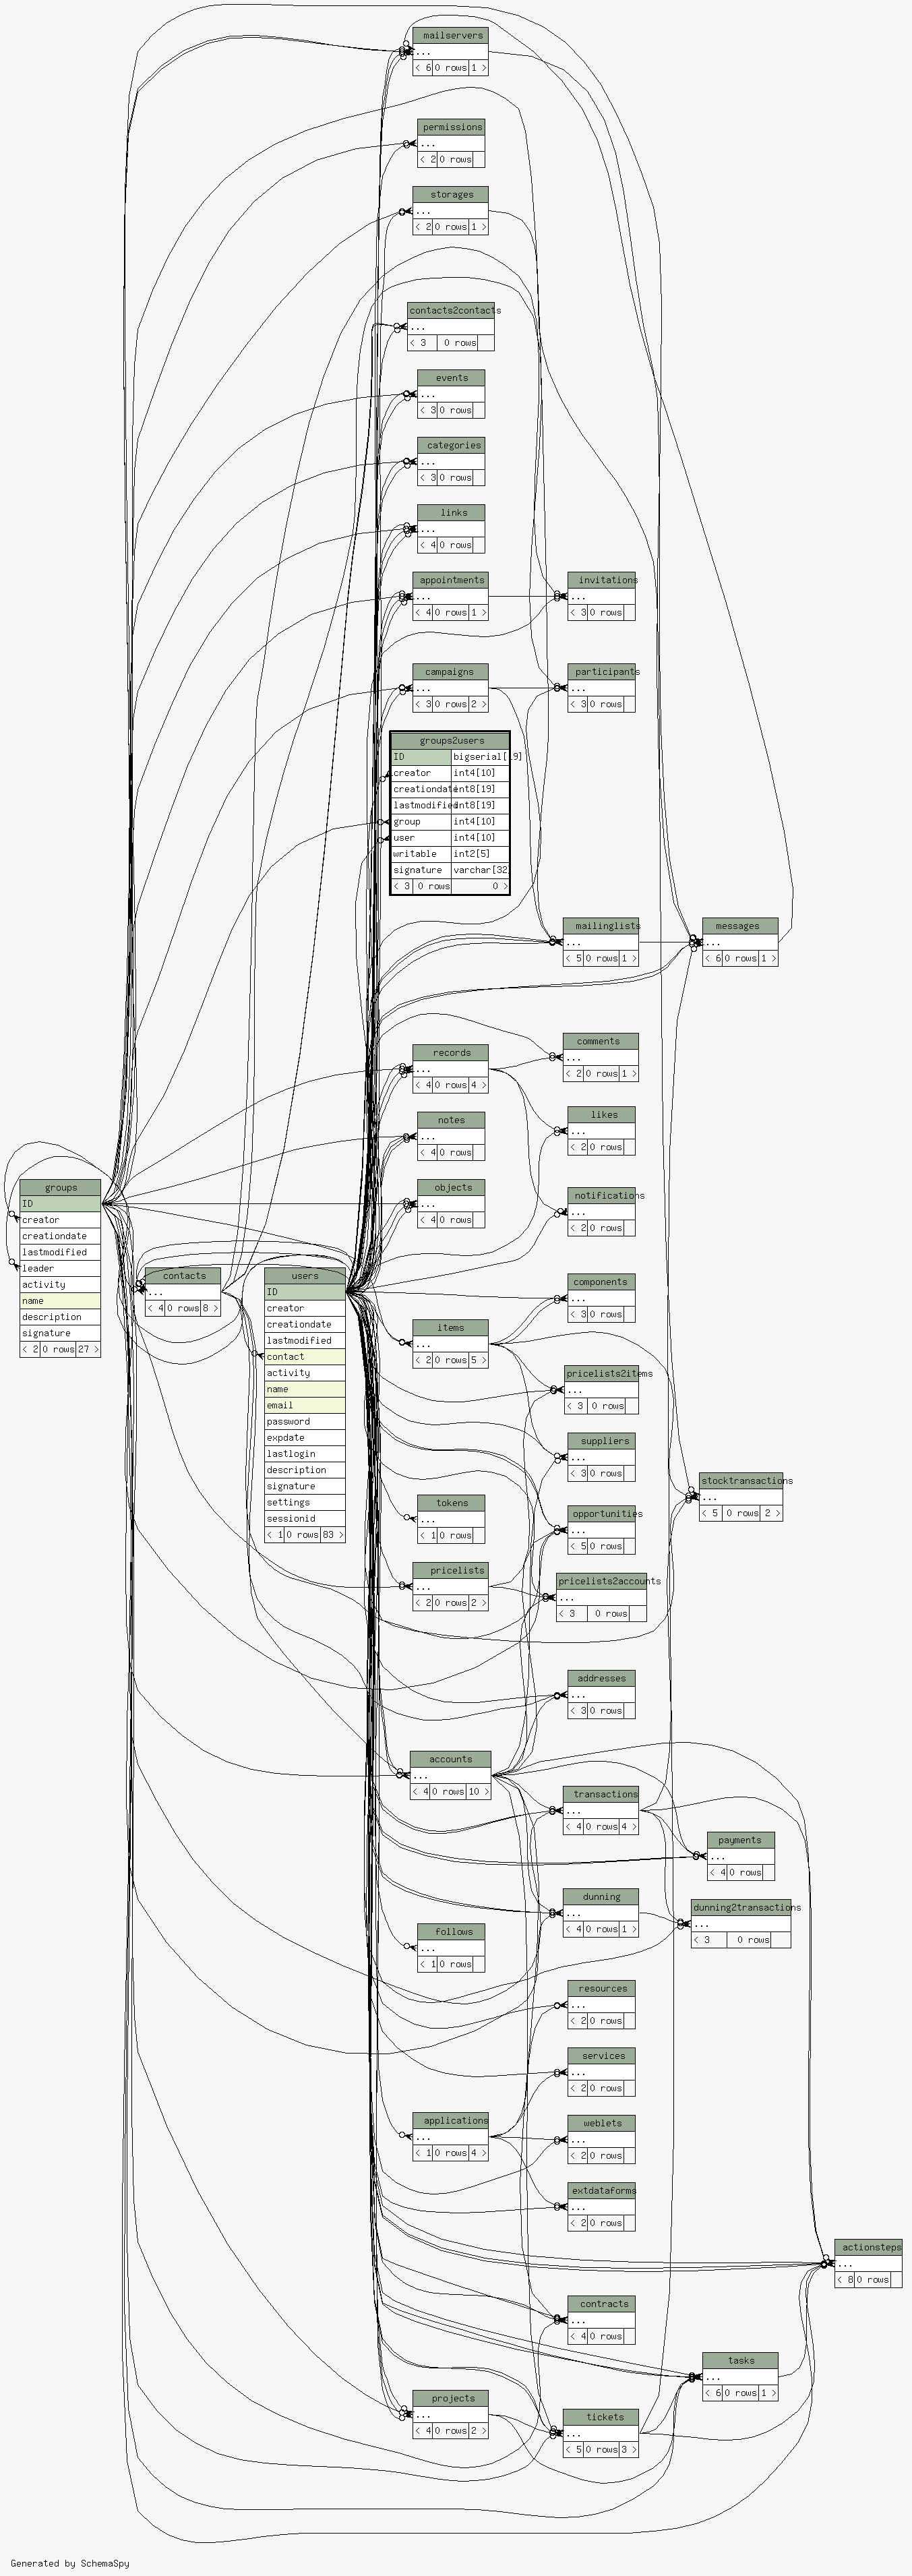 mailservers
...
< 6 0 rows 1 >
permissions
...
< 2 0 rows
storages
...
< 2 0 rows 1 >
contacts2contacts
...
< 3 0 rows
events
...
< 3 0 rows
categories
...
< 3 0 rows
links
...
< 4 0 rows
appointments
...
< 4 0 rows 1 >
invitations
...
< 3 0 rows
campaigns
...
< 3 0 rows 2 >
participants
...
< 3 0 rows
groups2users
ID bigserial[19]
creator int4[10]
creationdate int8[19]
lastmodified int8[19]
group int4[10]
user int4[10]
writable int2[5]
signature varchar[32]
< 3 0 rows 0 >
mailinglists
...
< 5 0 rows 1 >
messages
...
< 6 0 rows 1 >
records
...
< 4 0 rows 4 >
comments
...
< 2 0 rows 1 >
notes
...
< 4 0 rows
likes
...
< 2 0 rows
objects
...
< 4 0 rows
notifications
...
< 2 0 rows
groups
ID
creator
creationdate
lastmodified
leader
activity
name
description
signature
< 2 0 rows 27 >
contacts
...
< 4 0 rows 8 >
users
ID
creator
creationdate
lastmodified
contact
activity
name
email
password
expdate
lastlogin
description
signature
settings
sessionid
< 1 0 rows 83 >
components
...
< 3 0 rows
items
...
< 2 0 rows 5 >
pricelists2items
...
< 3 0 rows
suppliers
...
< 3 0 rows
stocktransactions
...
< 5 0 rows 2 >
tokens
...
< 1 0 rows
opportunities
...
< 5 0 rows
pricelists
...
< 2 0 rows 2 >
pricelists2accounts
...
< 3 0 rows
addresses
...
< 3 0 rows
accounts
...
< 4 0 rows 10 >
transactions
...
< 4 0 rows 4 >
payments
...
< 4 0 rows
dunning
...
< 4 0 rows 1 >
dunning2transactions
...
< 3 0 rows
follows
...
< 1 0 rows
resources
...
< 2 0 rows
services
...
< 2 0 rows
applications
...
< 1 0 rows 4 >
weblets
...
< 2 0 rows
extdataforms
...
< 2 0 rows
actionsteps
...
< 8 0 rows
contracts
...
< 4 0 rows
tasks
...
< 6 0 rows 1 >
projects
...
< 4 0 rows 2 >
tickets
...
< 5 0 rows 3 >
Generated by SchemaSpy